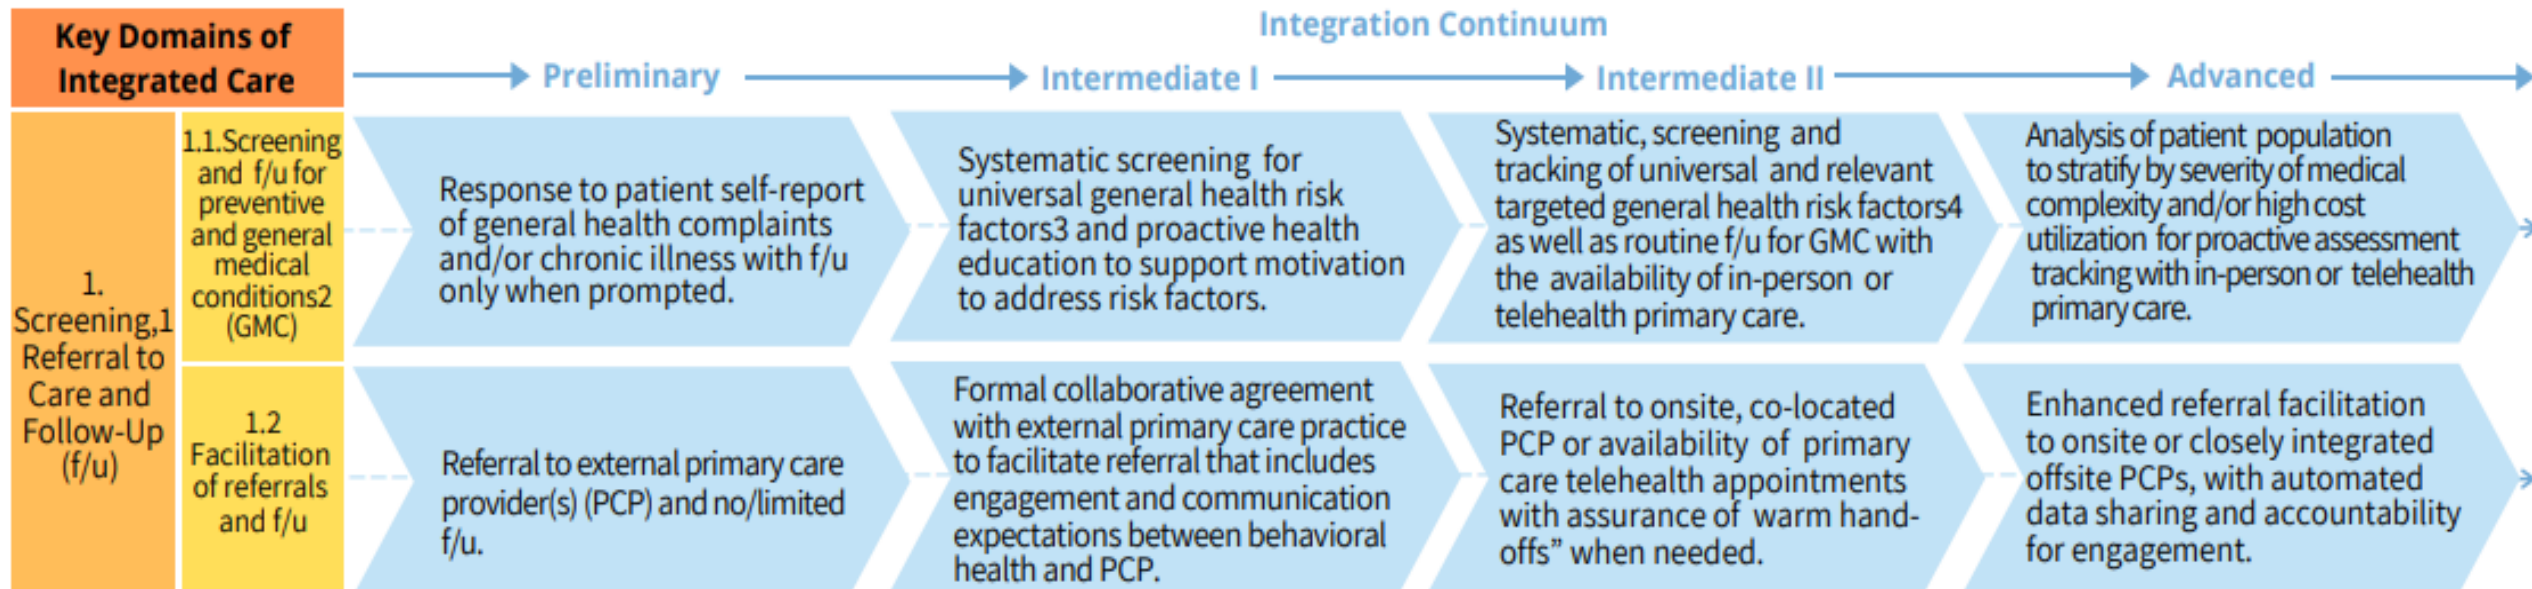 Key Domains of
Integrated Care
Integration Continuum
Preliminary
Intermediate I
Intermediate II
Advanced
1.
Screening,1
Referral to
Care and
Follow-Up
(f/u)
1.1.Screening
and f/u for
preventive
and general
medical
conditions2
(GMC)
Response to patient self-report
of general health complaints
and/or chronic illness with f/u
only when prompted.
Systematic screening for
universal general health risk
factors3 and proactive health
education to support motivation
to address risk factors.
Systematic, screening and
tracking of universal and relevant
targeted general health risk factors4
as well as routine f/u for GMC with
the availability of in-person or
telehealth primary care.
Analysis of patient population
to stratify by severity of medical
complexity and/or high cost
utilization for proactive assessment
tracking with in-person or telehealth
primary care.
1.2
Facilitation
of referrals
and f/u
Referral to external primary care
provider(s) (PCP) and no/limited
f/u.
Formal collaborative agreement
with external primary care practice
to facilitate referral that includes
engagement and communication
expectations between behavioral
health and PCP.
Referral to onsite, co-located
PCP or availability of primary
care telehealth appointments
with assurance of warm hand-
offs” when needed.
Enhanced referral facilitation
to onsite or closely integrated
offsite PCPs, with automated
data sharing and accountability
for engagement.